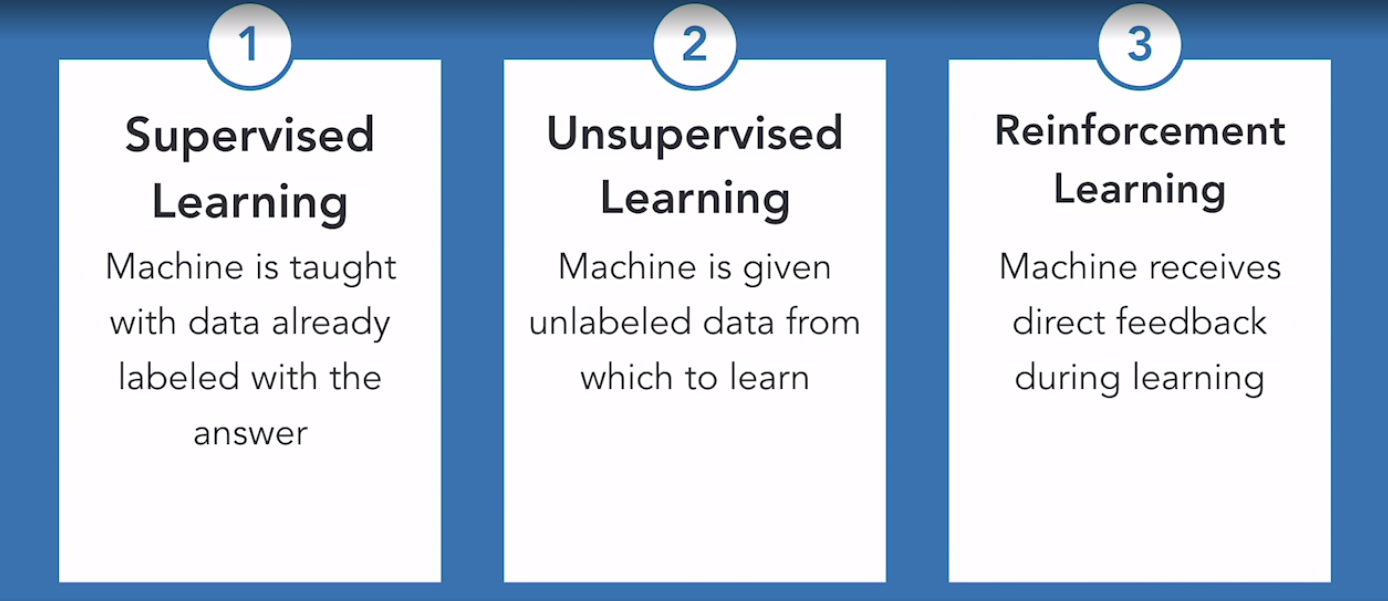 1
Supervised
Learning
Machine is taught
with data already
labeled with the
answer
2
Unsupervised
Learning
Machine is given
unlabeled data from
which to learn
3
Reinforcement
Learning
Machine receives
direct feedback
during learning